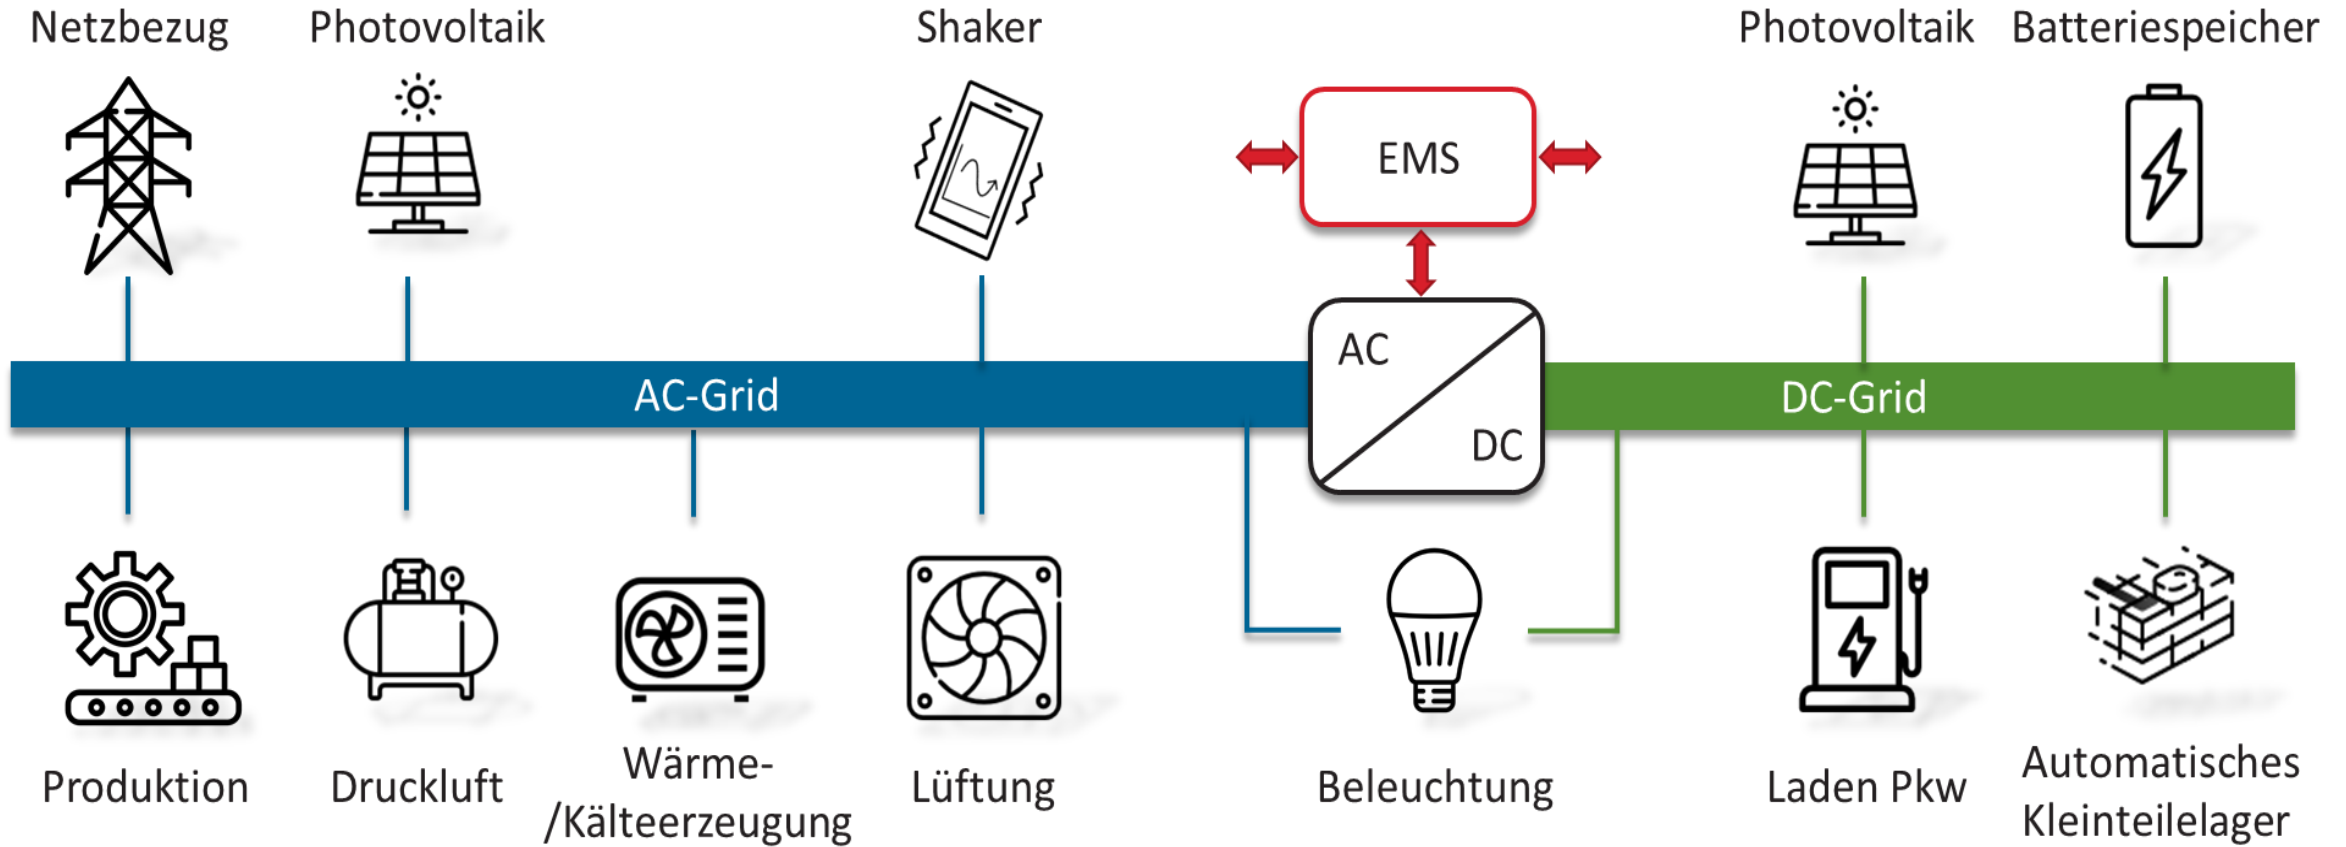 Netzbezug
Photovoltaik
Shaker
Photovoltaik
Batteriespeicher
EMS
AC
DC
AC-Grid
DC-Grid
Produktion
Druckluft
Wärme-
/Kälteerzeugung
Lüftung
Beleuchtung
Laden Pkw
Automatisches
Kleinteilelager